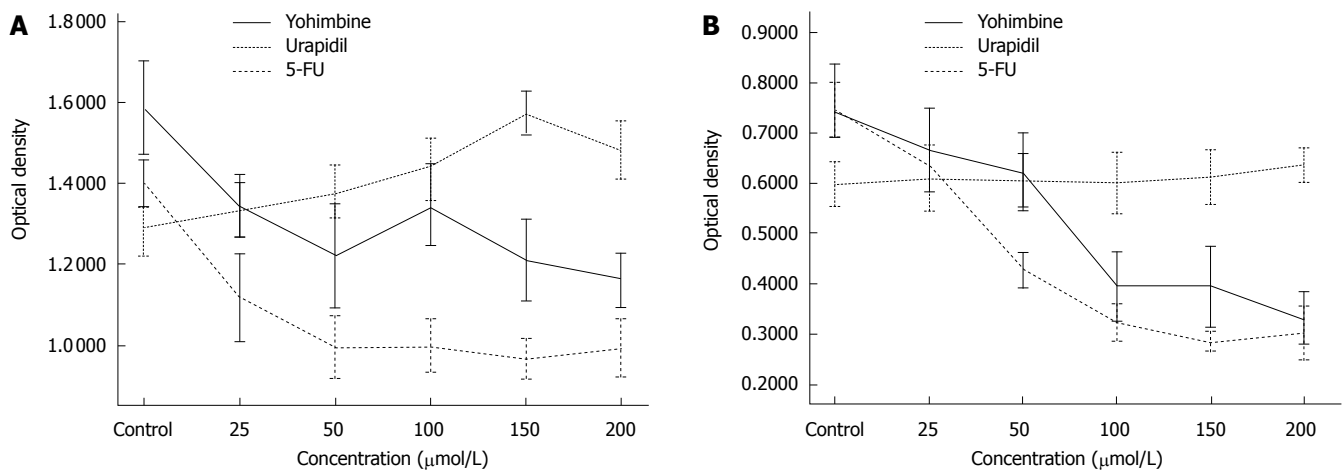 A
Yohimbine
Urapidil
5-FU
1.8000
1.6000
1.4000
1.2000
1.0000
Optical density
Control 25 50 100 150 200
Concentration (μmol/L)
B
Yohimbine
Urapidil
5-FU
0.9000
0.8000
0.7000
0.6000
0.5000
0.4000
0.3000
0.2000
Optical density
Control 25 50 100 150 200
Concentration (μmol/L)